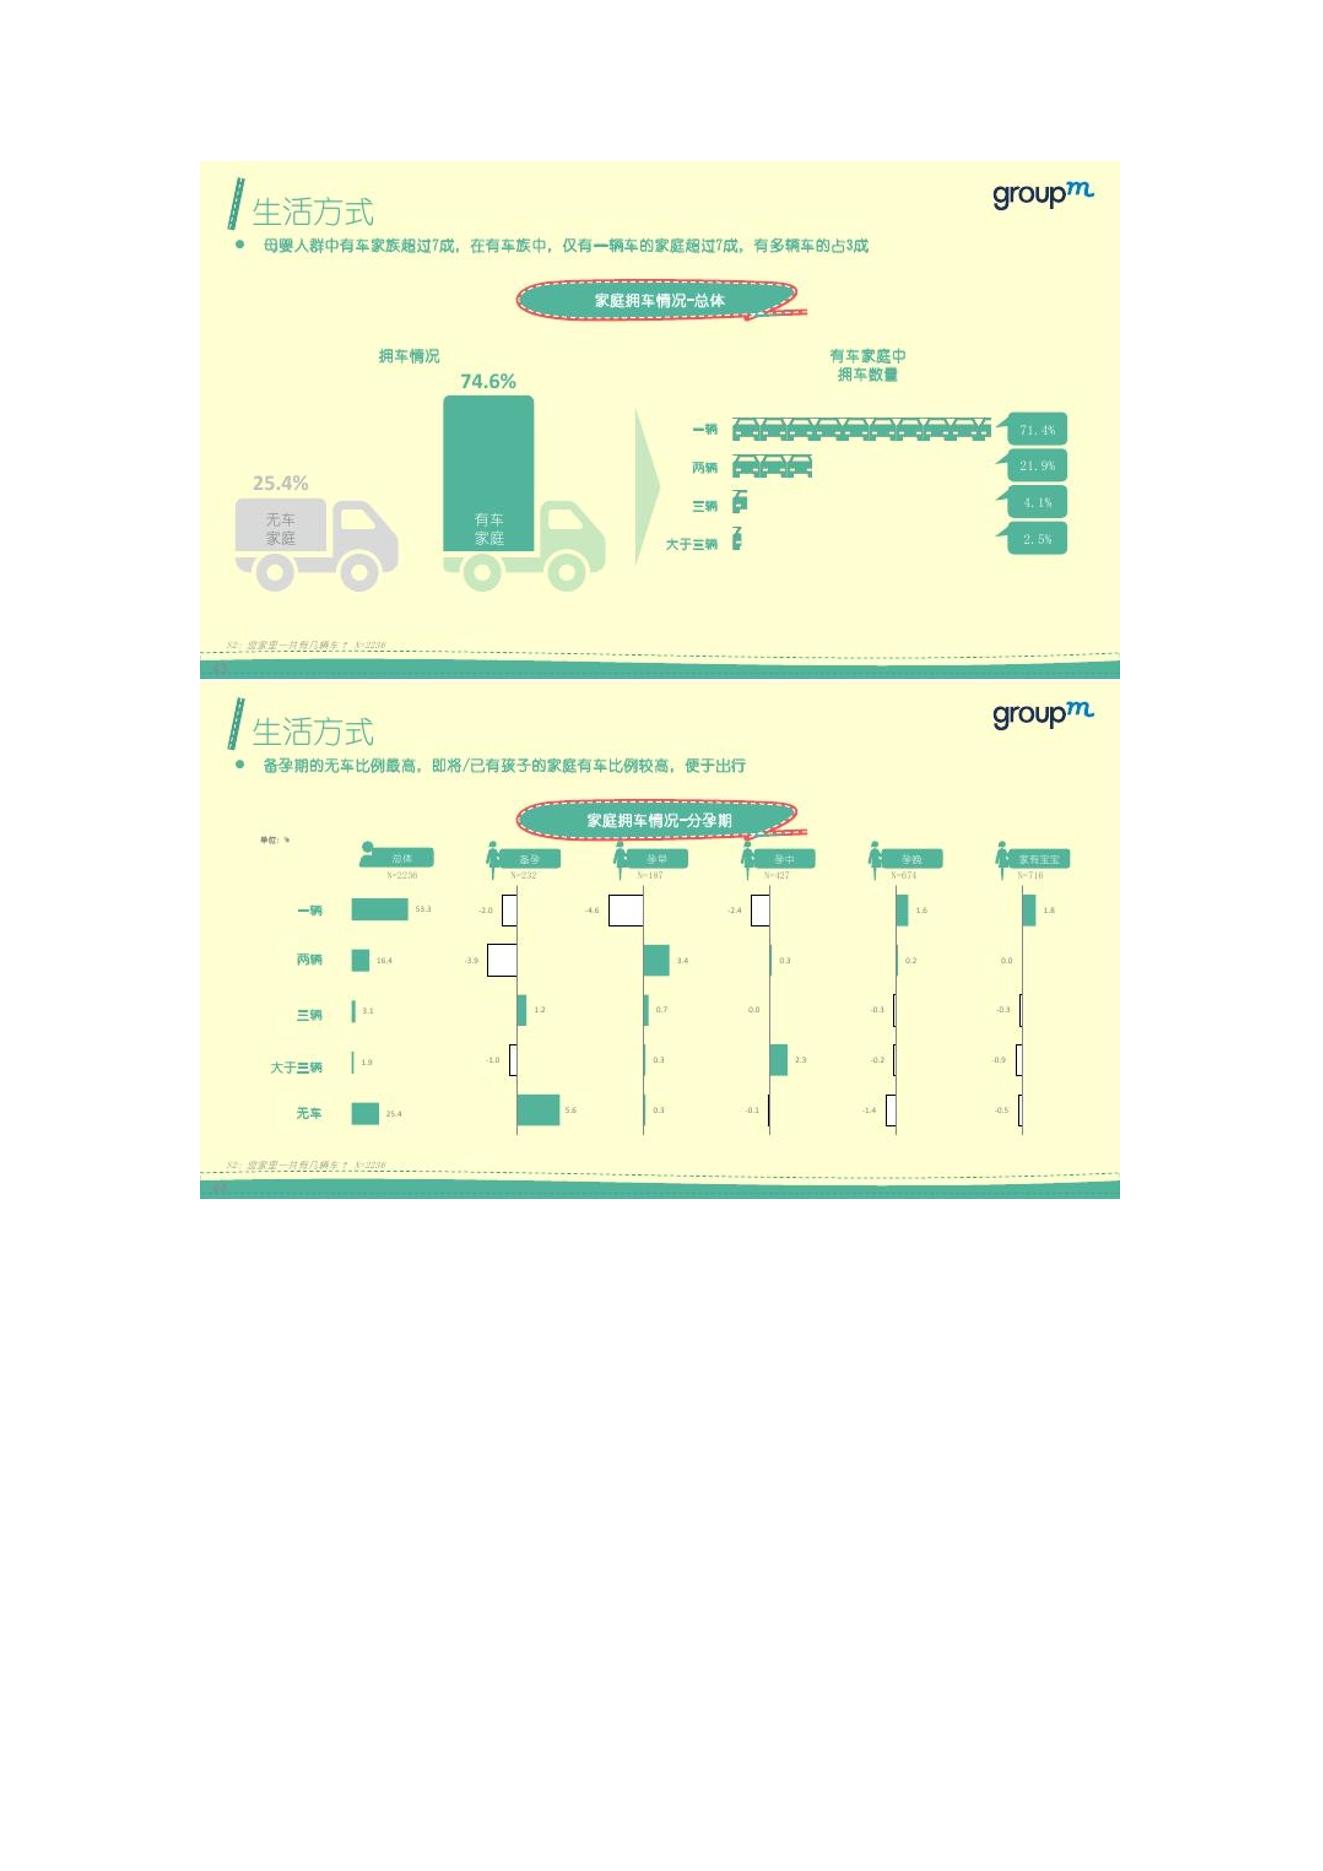 生活方式
groupm
● 母婴人群中有车家族超过7成，在有车族中，仅有一辆车的家庭超过7成，有多辆车的占3成
家庭拥车情况-总体
拥车情况
有车家庭中
拥车数量
74.6%
25.4%
无车
家庭
有车
家庭
一辆 71.4%
两辆 21.9%
三辆 4.1%
大于三辆 2.5%
S2: 您家里一共有几辆车？ N=2236
生活方式
groupm
● 备孕期的无车比例最高，即将/已有孩子的家庭有车比例较高，便于出行
家庭拥车情况-分孕期
单位：%
总体 备孕 孕早 孕中 孕晚 家有宝宝
N=2236 N=232 N=187 N=427 N=674 N=716
一辆 53.3 -2.0 -4.6 -2.4 1.6 1.8
两辆 16.4 -3.9 3.4 0.3 0.2 0.0
三辆 3.1 1.2 0.7 0.0 -0.3 -0.3
大于三辆 1.9 -1.0 0.3 2.3 -0.2 -0.9
无车 25.4 5.6 0.3 -0.1 -1.4 -0.5
S2: 您家里一共有几辆车？ N=2236